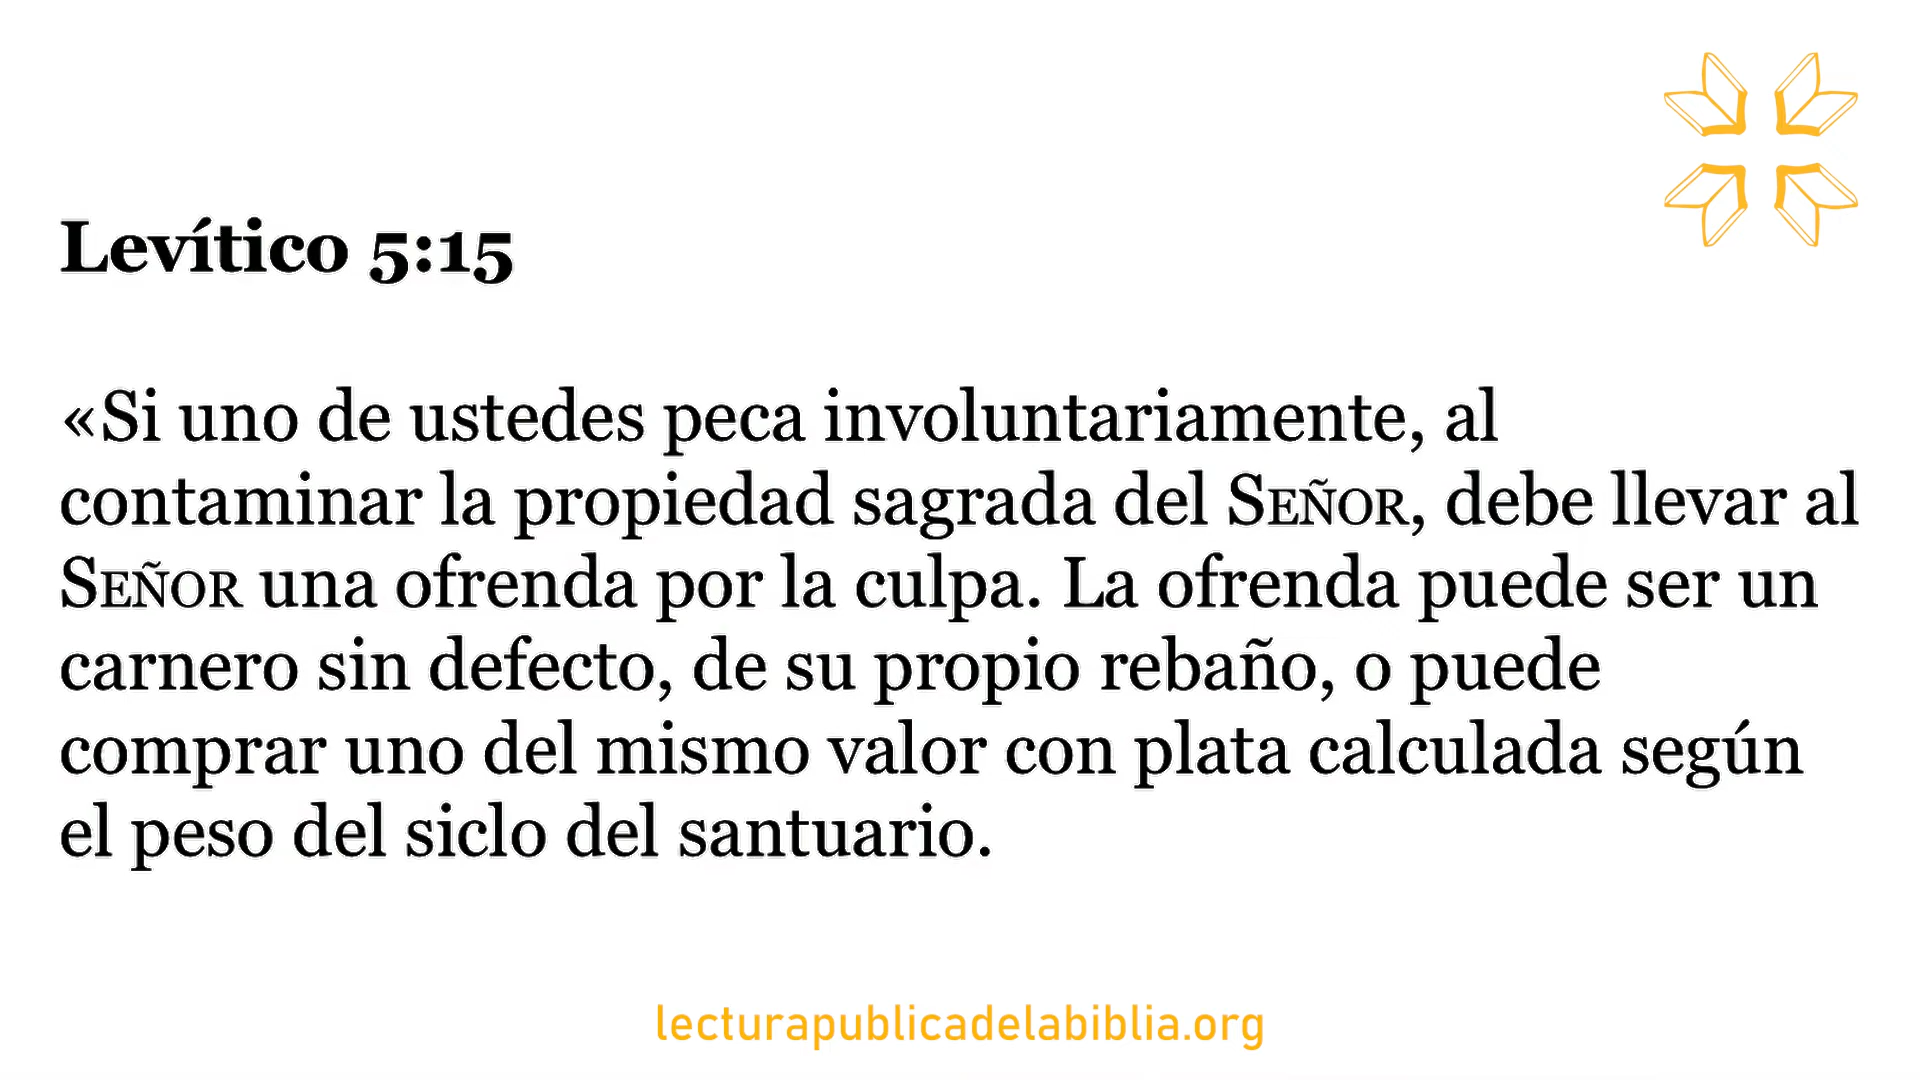 Levítico 5:15
«Si uno de ustedes peca involuntariamente, al
contaminar la propiedad sagrada del SEÑOR, debe llevar al
SEÑOR una ofrenda por la culpa. La ofrenda puede ser un
carnero sin defecto, de su propio rebaño, o puede
comprar uno del mismo valor con plata calculada según
el peso del siclo del santuario.
lecturapublicadelabiblia.org